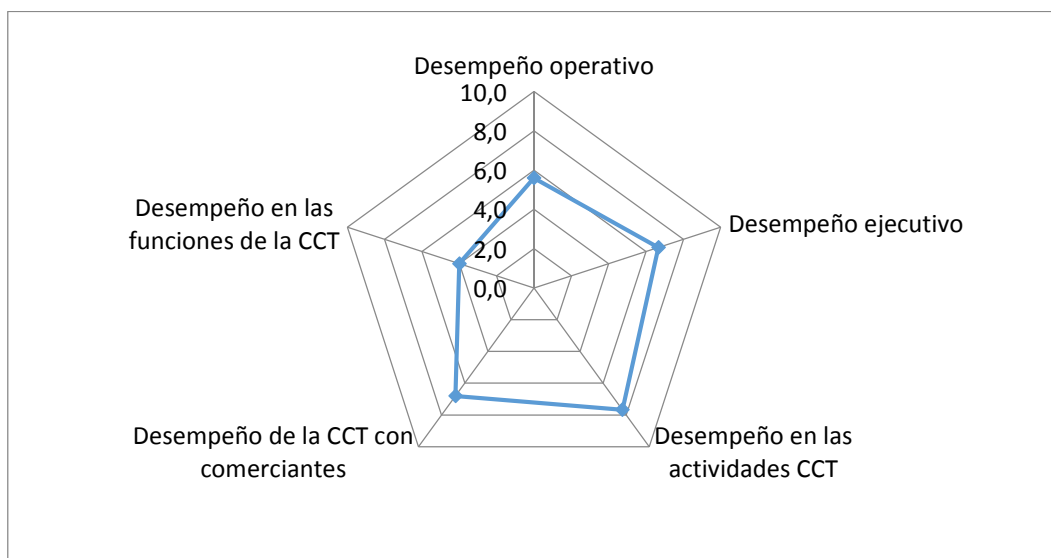 Desempeño operativo
10,0
8,0
6,0
4,0
2,0
0,0
Desempeño ejecutivo
Desempeño en las
actividades CCT
Desempeño de la CCT con
comerciantes
Desempeño en las
funciones de la CCT